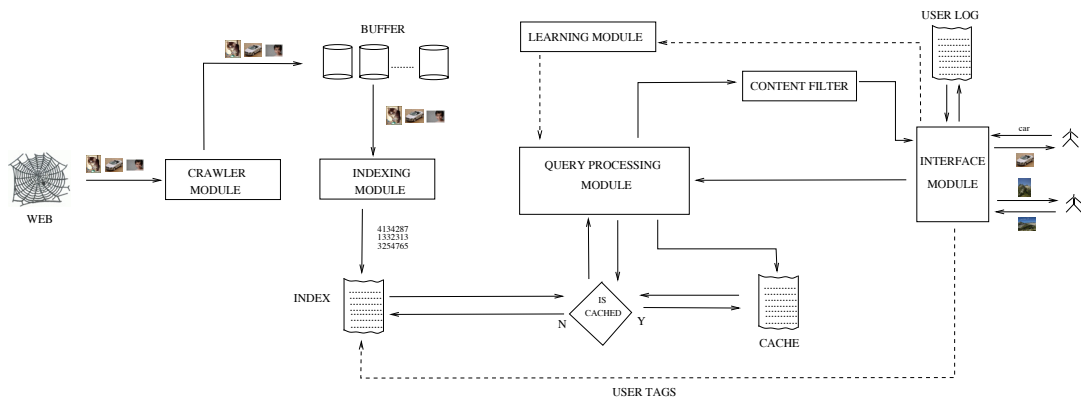 USER LOG
BUFFER
LEARNING MODULE
CONTENT FILTER
car
CRAWLER
MODULE
INDEXING
MODULE
QUERY PROCESSING
MODULE
INTERFACE
MODULE
WEB
4134287
1332313
3254765
INDEX
IS
CACHED
N
Y
CACHE
USER TAGS